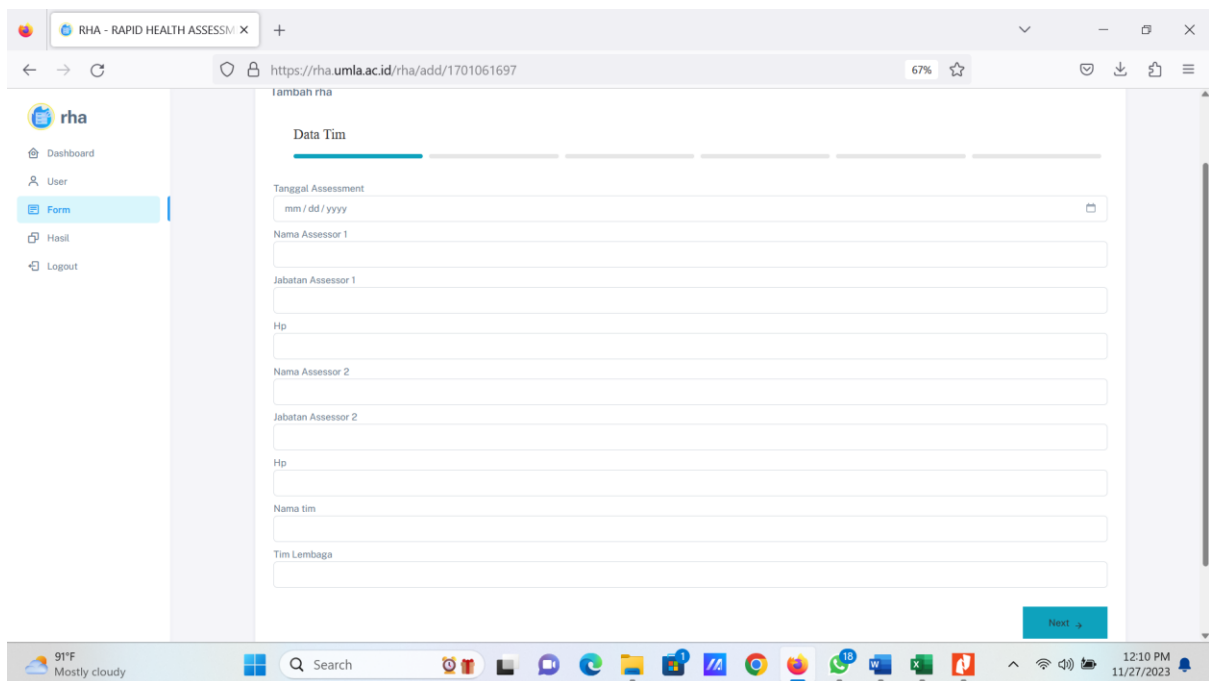 RHA - RAPID HEALTH ASSESSM
https://rha.umla.ac.id/rha/add/1701061697
67%
rha
Dashboard
User
Form
Hasil
Logout
Tambah rha
Data Tim
Tanggal Assessment
mm / dd / yyyy
Nama Assessor 1
Jabatan Assessor 1
Hp
Nama Assessor 2
Jabatan Assessor 2
Hp
Nama tim
Tim Lembaga
Next →
91°F
Mostly cloudy
Search
1
18
12:10 PM
11/27/2023